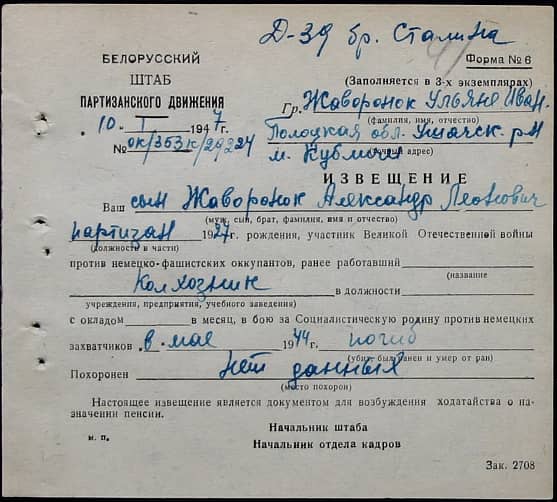 Д-39 бр. Сталина
Форма № 6
БЕЛОРУССКИЙ
ШТАБ
ПАРТИЗАНСКОГО ДВИЖЕНИЯ
(Заполняется в 3-х экземплярах)
Гр. Жаворонок Ульяне Иван.
(фамилия, имя, отчество)
10 - I - 1947г.
Полоцкая обл. Ушачск. р-н
№ ок/353к/29224
м. Кубличи
(точный адрес)
ИЗВЕЩЕНИЕ
Ваш сын Жаворонок Александр Леонович
(муж, сын, брат, фамилия, имя и отчество)
партизан 1927г. рождения, участник Великой Отечественной войны
(должность в части)
против немецко-фашистских оккупантов, ранее работавший
(название
колхозник в должности
учреждения, предприятия, учебного заведения)
с окладом в месяц, в бою за Социалистическую родину против немецких
захватчиков в мае 1944 г. погиб
(убит, был ранен и умер от ран)
Похоронен нет данных
(место похорон)
Настоящее извещение является документом для возбуждения ходатайства о на-
значении пенсии.
Начальник штаба
м. п.
Начальник отдела кадров
Зак. 2708